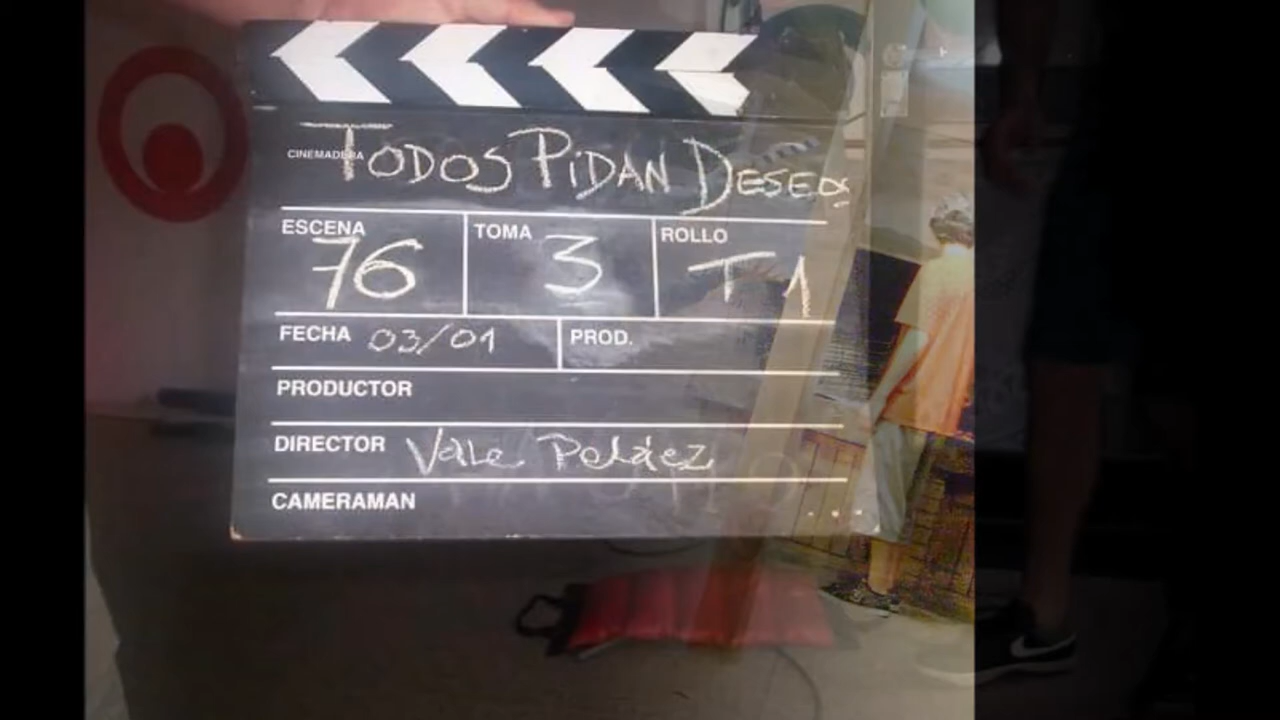 CINEMADERA TODOS PIDAN DESEOS
ESCENA 76 TOMA 3 ROLLO T1
FECHA 03/01 PROD.
PRODUCTOR
DIRECTOR Vale Peláez
CAMERAMAN